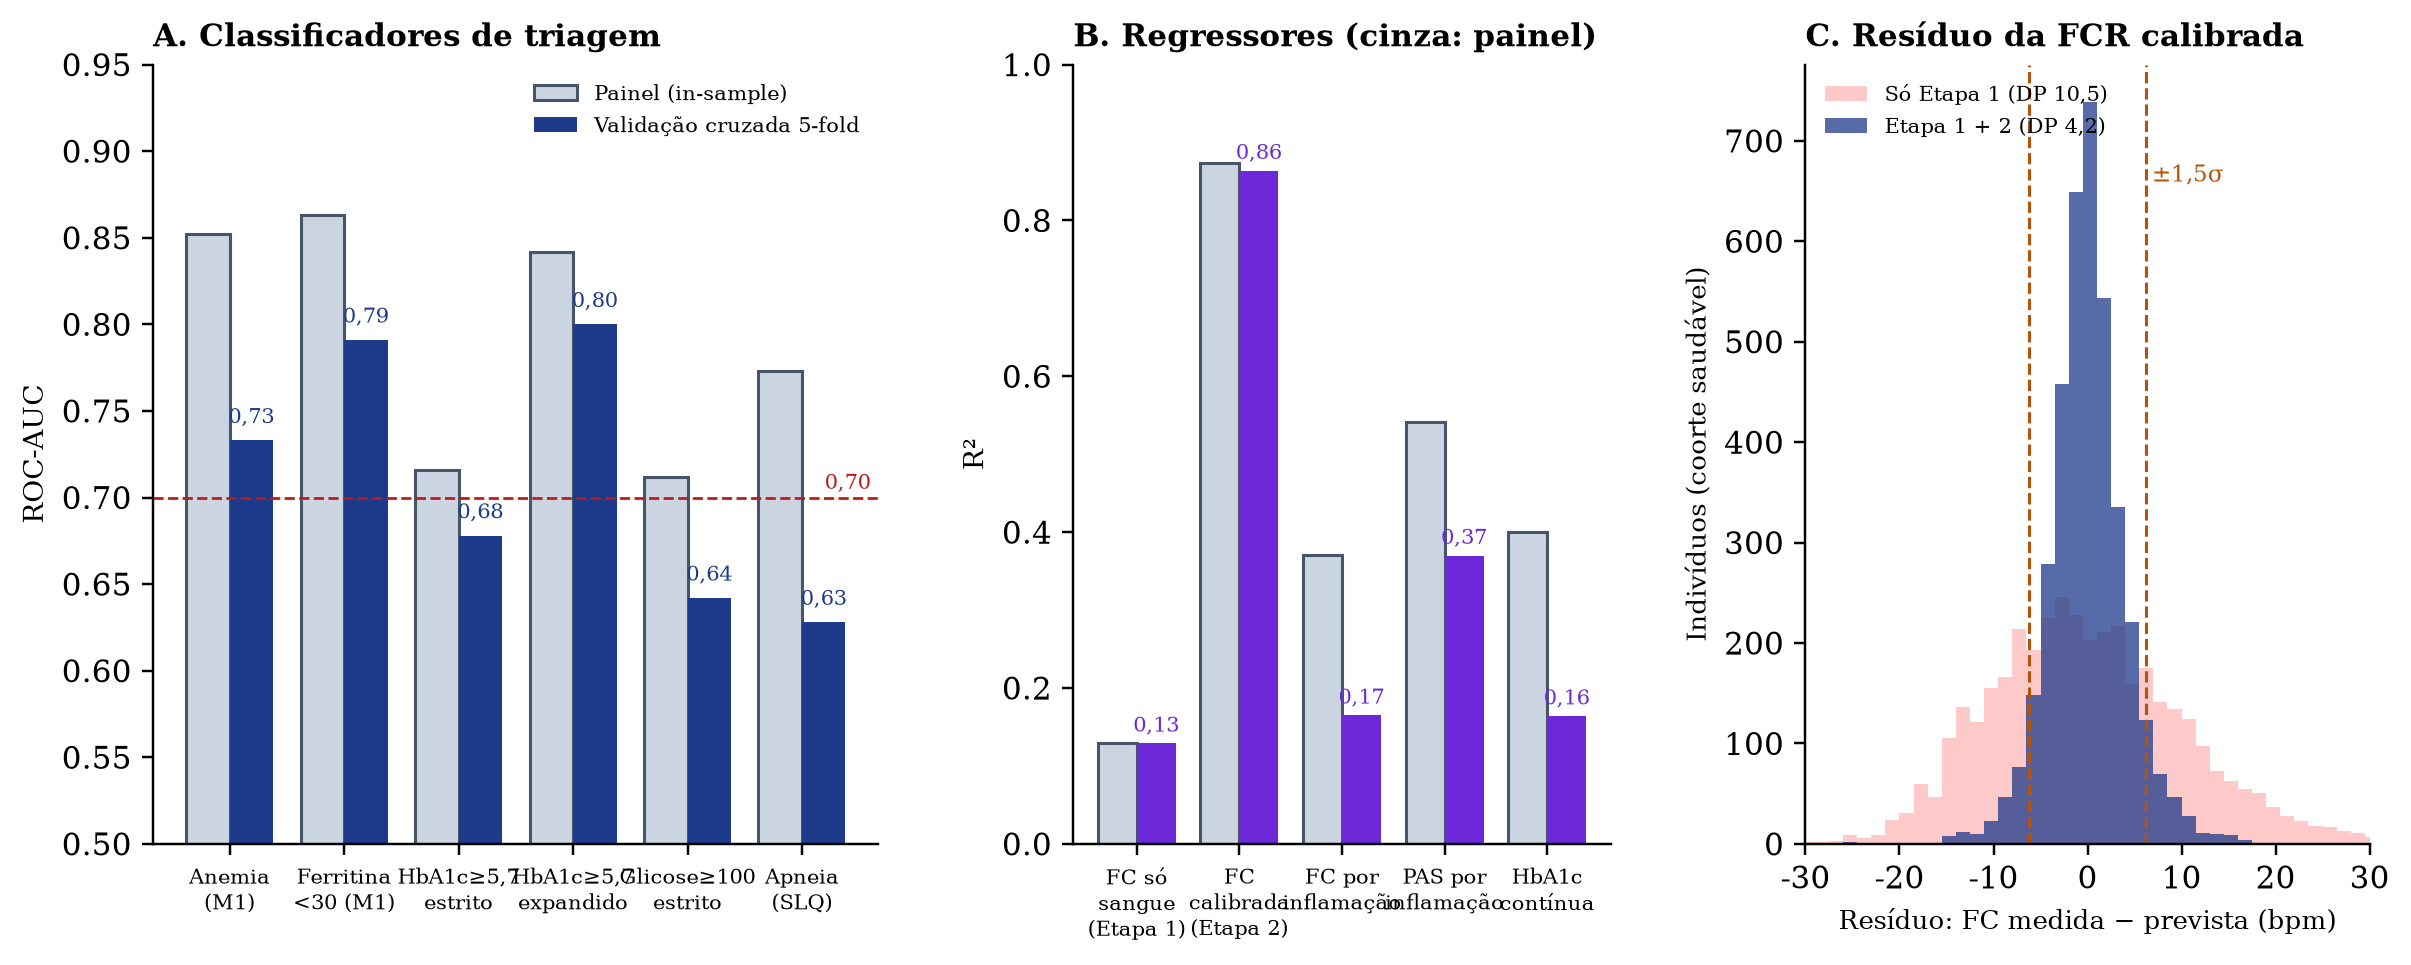 A. Classificadores de triagem
0.95
0.90
0.85
0.80
0.75
0.70
0.65
0.60
0.55
0.50
ROC-AUC
Painel (in-sample)
Validação cruzada 5-fold
0,73
0,79
0,68
0,80
0,64
0,63
0,70
Anemia
(M1)
Ferritina
<30 (M1)
HbA1c≥5,7
estrito
HbA1c≥5,7
expandido
Glicose≥100
estrito
Apneia
(SLQ)
B. Regressores (cinza: painel)
1.0
0.8
0.6
0.4
0.2
0.0
R²
0,13
0,86
0,17
0,37
0,16
FC só
sangue
(Etapa 1)
FC
calibrada
(Etapa 2)
FC por
inflamação
PAS por
inflamação
HbA1c
contínua
C. Resíduo da FCR calibrada
Só Etapa 1 (DP 10,5)
Etapa 1 + 2 (DP 4,2)
±1,5σ
700
600
500
400
300
200
100
0
Indivíduos (coorte saudável)
-30
-20
-10
0
10
20
30
Resíduo: FC medida − prevista (bpm)